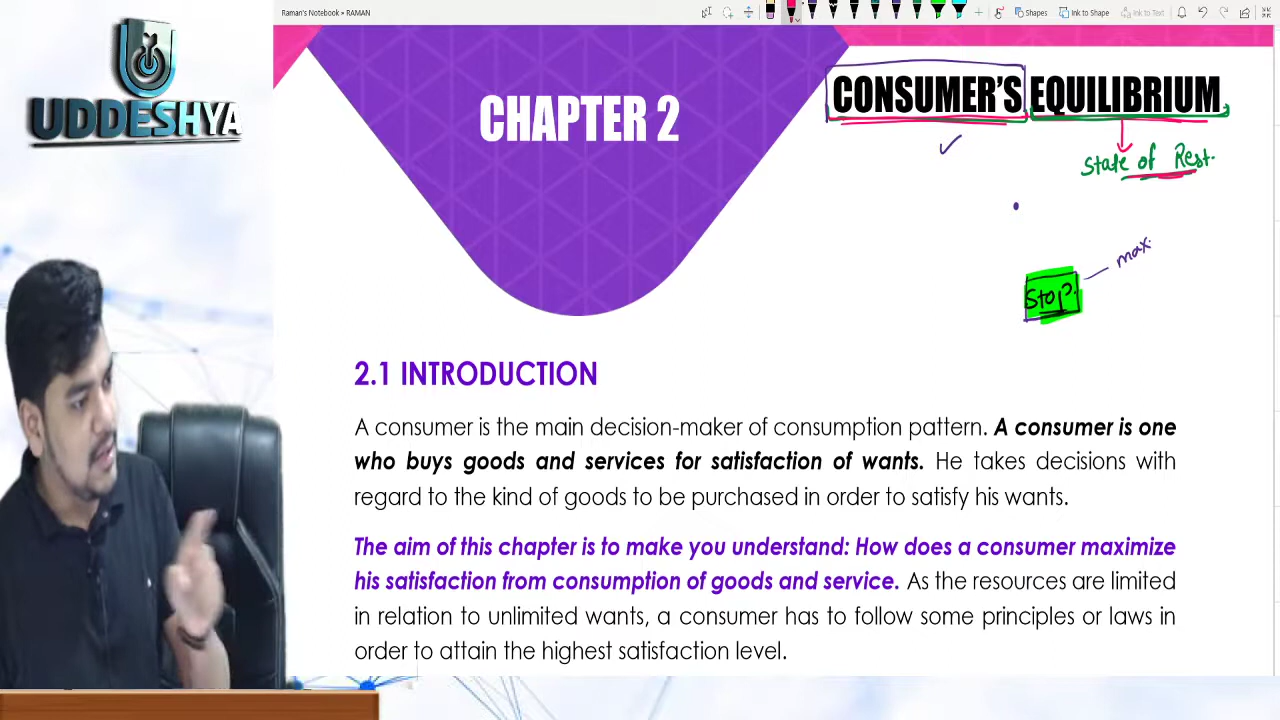 Raman's Notebook » RAMAN
Shapes
Ink to Shape
Ink to Text
UDDESHYA
CHAPTER 2
CONSUMER'S EQUILIBRIUM
State of Rest.
max.
Stop.
2.1 INTRODUCTION
A consumer is the main decision-maker of consumption pattern. A consumer is one
who buys goods and services for satisfaction of wants. He takes decisions with
regard to the kind of goods to be purchased in order to satisfy his wants.
The aim of this chapter is to make you understand: How does a consumer maximize
his satisfaction from consumption of goods and service. As the resources are limited
in relation to unlimited wants, a consumer has to follow some principles or laws in
order to attain the highest satisfaction level.